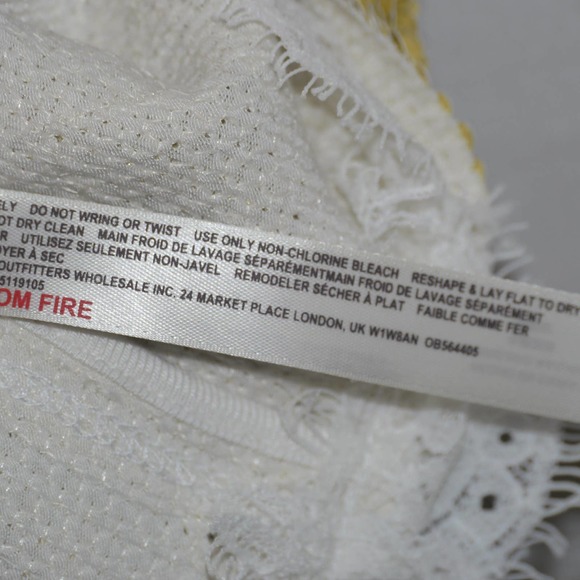 ELY DO NOT WRING OR TWIST USE ONLY NON-CHLORINE BLEACH RESHAPE & LAY FLAT TO DRY
OT DRY CLEAN MAIN FROID DE LAVAGE SÉPARÉMENTMAIN FROID DE LAVAGE SÉPARÉMENT
R UTILISEZ SEULEMENT NON-JAVEL REMODELER SÉCHER À PLAT FAIBLE COMME FER
OYER À SEC
OUTFITTERS WHOLESALE INC. 24 MARKET PLACE LONDON, UK W1W8AN OB564405
5119105
OM FIRE